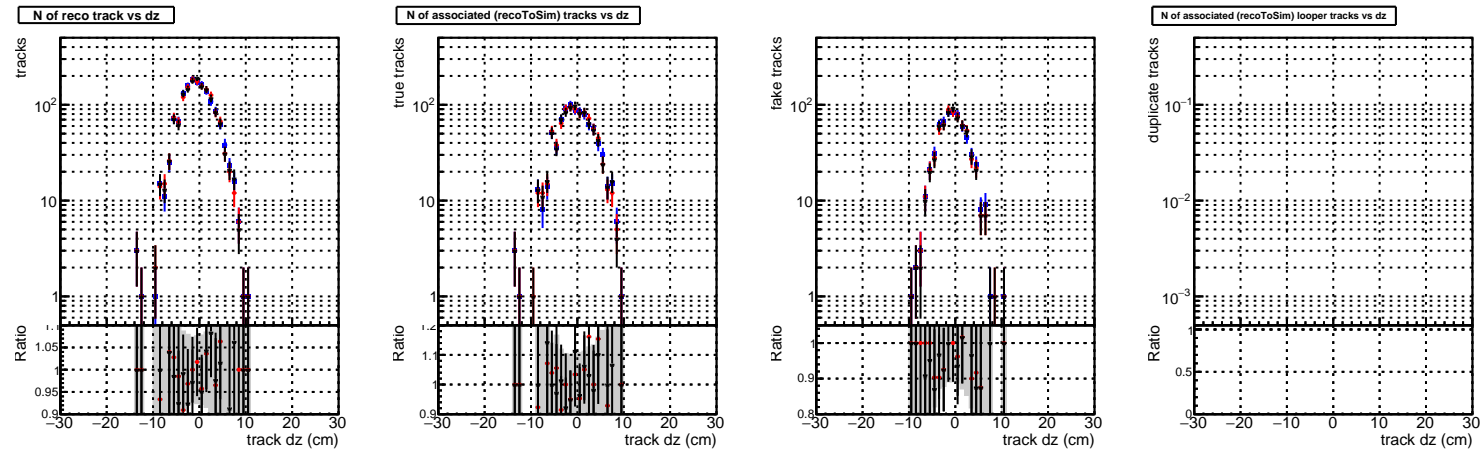 N of reco track vs dz
tracks
10²
10
1
Ratio
1.1
1.05
1
0.95
0.9
−30 −20 −10 0 10 20 30
track dz (cm)
N of associated (recoToSim) tracks vs dz
true tracks
10²
10
1
Ratio
1.2
1.1
1
0.9
−30 −20 −10 0 10 20 30
track dz (cm)
fake tracks
10²
10
1
Ratio
1
0.9
0.8
−30 −20 −10 0 10 20 30
track dz (cm)
N of associated (recoToSim) looper tracks vs dz
duplicate tracks
10⁻¹
10⁻²
10⁻³
Ratio
1
0.5
0
−30 −20 −10 0 10 20 30
track dz (cm)